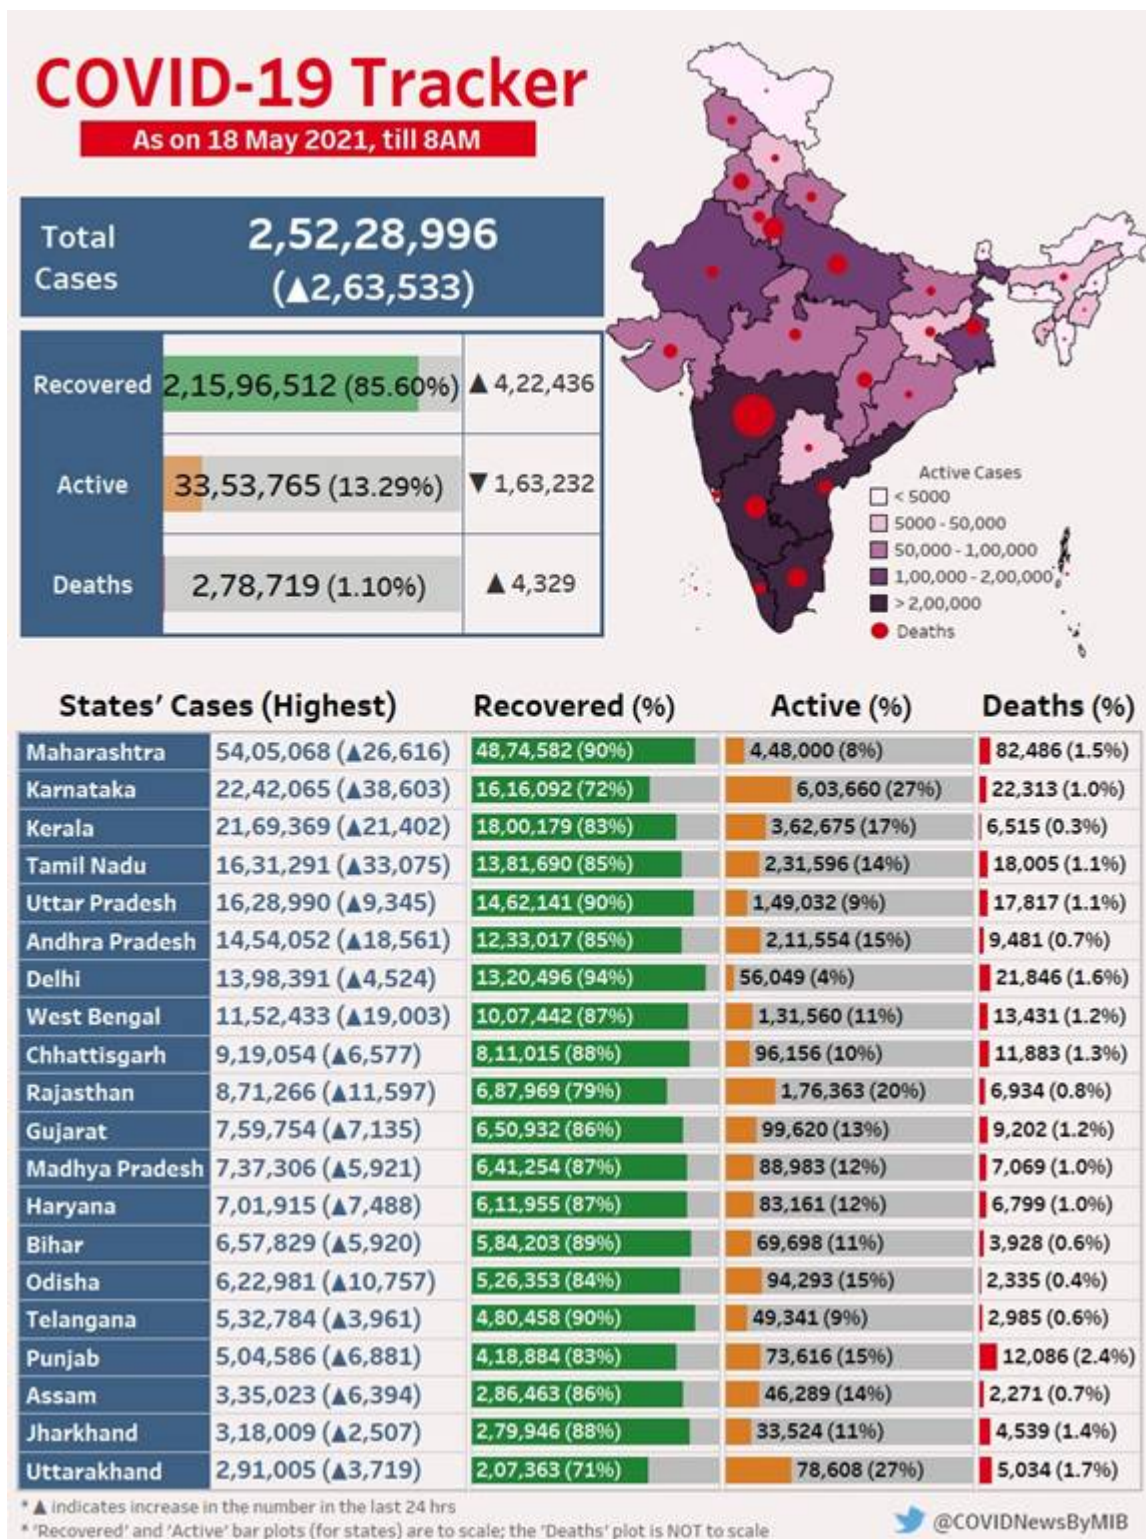 COVID-19 Tracker
As on 18 May 2021, till 8AM
Total Cases 2,52,28,996
(▲2,63,533)
Recovered 2,15,96,512 (85.60%) ▲ 4,22,436
Active 33,53,765 (13.29%) ▼ 1,63,232
Deaths 2,78,719 (1.10%) ▲ 4,329
Active Cases
< 5000
5000 - 50,000
50,000 - 1,00,000
1,00,000 - 2,00,000
> 2,00,000
Deaths
States' Cases (Highest) Recovered (%) Active (%) Deaths (%)
Maharashtra 54,05,068 (▲26,616) 48,74,582 (90%) 4,48,000 (8%) 82,486 (1.5%)
Karnataka 22,42,065 (▲38,603) 16,16,092 (72%) 6,03,660 (27%) 22,313 (1.0%)
Kerala 21,69,369 (▲21,402) 18,00,179 (83%) 3,62,675 (17%) 6,515 (0.3%)
Tamil Nadu 16,31,291 (▲33,075) 13,81,690 (85%) 2,31,596 (14%) 18,005 (1.1%)
Uttar Pradesh 16,28,990 (▲9,345) 14,62,141 (90%) 1,49,032 (9%) 17,817 (1.1%)
Andhra Pradesh 14,54,052 (▲18,561) 12,33,017 (85%) 2,11,554 (15%) 9,481 (0.7%)
Delhi 13,98,391 (▲4,524) 13,20,496 (94%) 56,049 (4%) 21,846 (1.6%)
West Bengal 11,52,433 (▲19,003) 10,07,442 (87%) 1,31,560 (11%) 13,431 (1.2%)
Chhattisgarh 9,19,054 (▲6,577) 8,11,015 (88%) 96,156 (10%) 11,883 (1.3%)
Rajasthan 8,71,266 (▲11,597) 6,87,969 (79%) 1,76,363 (20%) 6,934 (0.8%)
Gujarat 7,59,754 (▲7,135) 6,50,932 (86%) 99,620 (13%) 9,202 (1.2%)
Madhya Pradesh 7,37,306 (▲5,921) 6,41,254 (87%) 88,983 (12%) 7,069 (1.0%)
Haryana 7,01,915 (▲7,488) 6,11,955 (87%) 83,161 (12%) 6,799 (1.0%)
Bihar 6,57,829 (▲5,920) 5,84,203 (89%) 69,698 (11%) 3,928 (0.6%)
Odisha 6,22,981 (▲10,757) 5,26,353 (84%) 94,293 (15%) 2,335 (0.4%)
Telangana 5,32,784 (▲3,961) 4,80,458 (90%) 49,341 (9%) 2,985 (0.6%)
Punjab 5,04,586 (▲6,881) 4,18,884 (83%) 73,616 (15%) 12,086 (2.4%)
Assam 3,35,023 (▲6,394) 2,86,463 (86%) 46,289 (14%) 2,271 (0.7%)
Jharkhand 3,18,009 (▲2,507) 2,79,946 (88%) 33,524 (11%) 4,539 (1.4%)
Uttarakhand 2,91,005 (▲3,719) 2,07,363 (71%) 78,608 (27%) 5,034 (1.7%)
* ▲ indicates increase in the number in the last 24 hrs
* 'Recovered' and 'Active' bar plots (for states) are to scale; the 'Deaths' plot is NOT to scale
@COVIDNewsByMIB